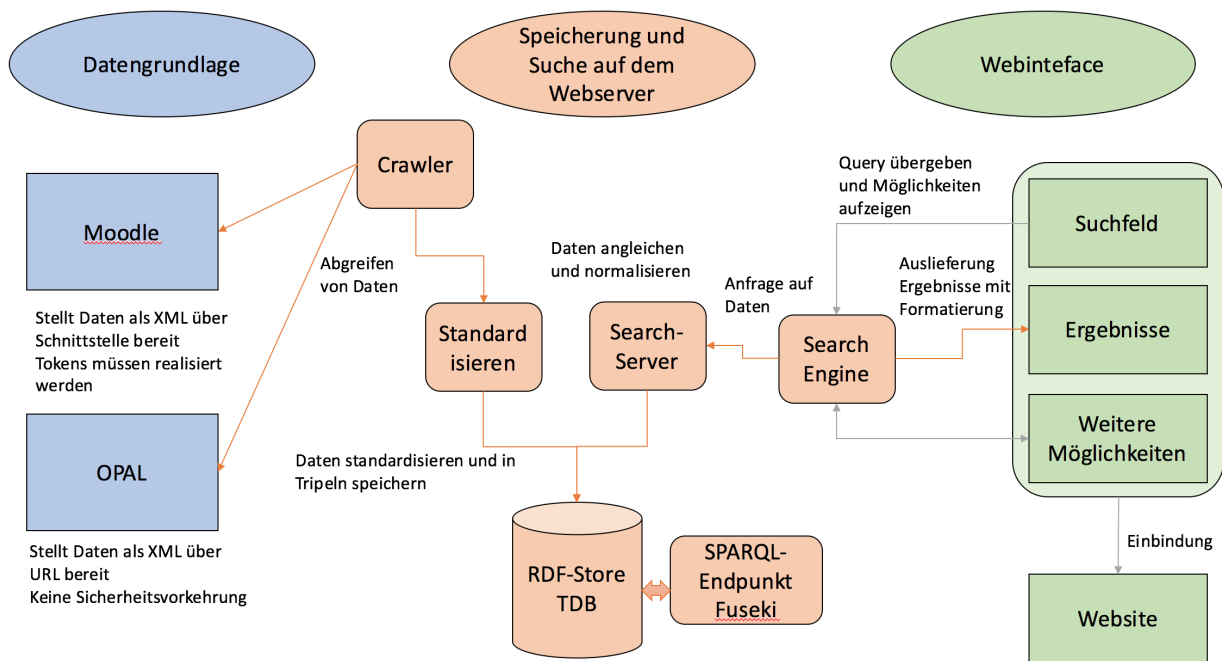 Datengrundlage
Speicherung und
Suche auf dem
Webserver
Webinteface
Crawler
Moodle
Abgreifen
von Daten
Stellt Daten als XML über
Schnittstelle bereit
Tokens müssen realisiert
werden
OPAL
Stellt Daten als XML über
URL bereit
Keine Sicherheitsvorkehrung
Standard
isieren
Daten angleichen
und normalisieren
Search-
Server
Daten standardisieren und in
Tripeln speichern
RDF-Store
TDB
SPARQL-
Endpunkt
Fuseki
Anfrage auf
Daten
Search
Engine
Query übergeben
und Möglichkeiten
aufzeigen
Auslieferung
Ergebnisse mit
Formatierung
Suchfeld
Ergebnisse
Weitere
Möglichkeiten
Einbindung
Website